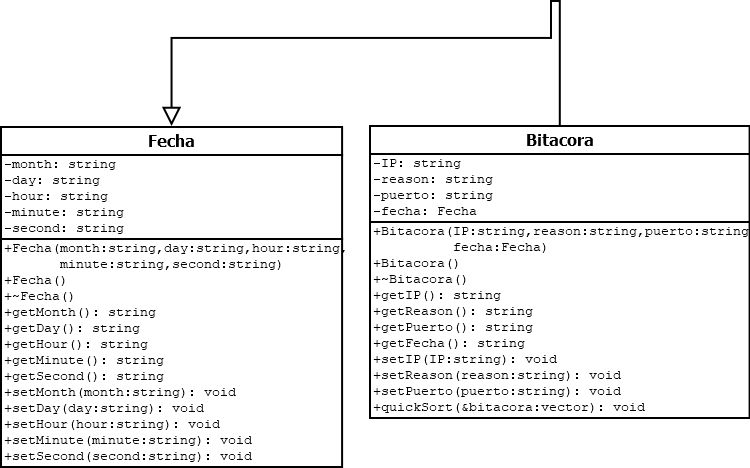 Fecha
-month: string
-day: string
-hour: string
-minute: string
-second: string
+Fecha(month:string,day:string,hour:string,
minute:string,second:string)
+Fecha()
+~Fecha()
+getMonth(): string
+getDay(): string
+getHour(): string
+getMinute(): string
+getSecond(): string
+setMonth(month:string): void
+setDay(day:string): void
+setHour(hour:string): void
+setMinute(minute:string): void
+setSecond(second:string): void
Bitacora
-IP: string
-reason: string
-puerto: string
-fecha: Fecha
+Bitacora(IP:string,reason:string,puerto:string
fecha:Fecha)
+Bitacora()
+~Bitacora()
+getIP(): string
+getReason(): string
+getPuerto(): string
+getFecha(): string
+setIP(IP:string): void
+setReason(reason:string): void
+setPuerto(puerto:string): void
+quickSort(&bitacora:vector): void